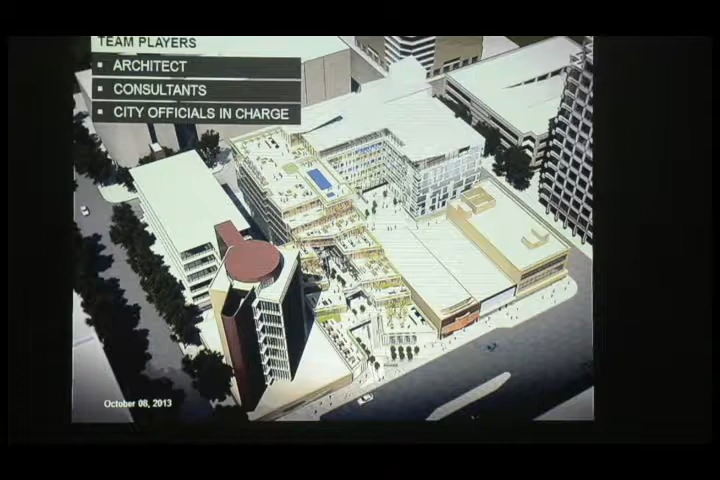 TEAM PLAYERS
▪ ARCHITECT
▪ CONSULTANTS
▪ CITY OFFICIALS IN CHARGE
October 08, 2013